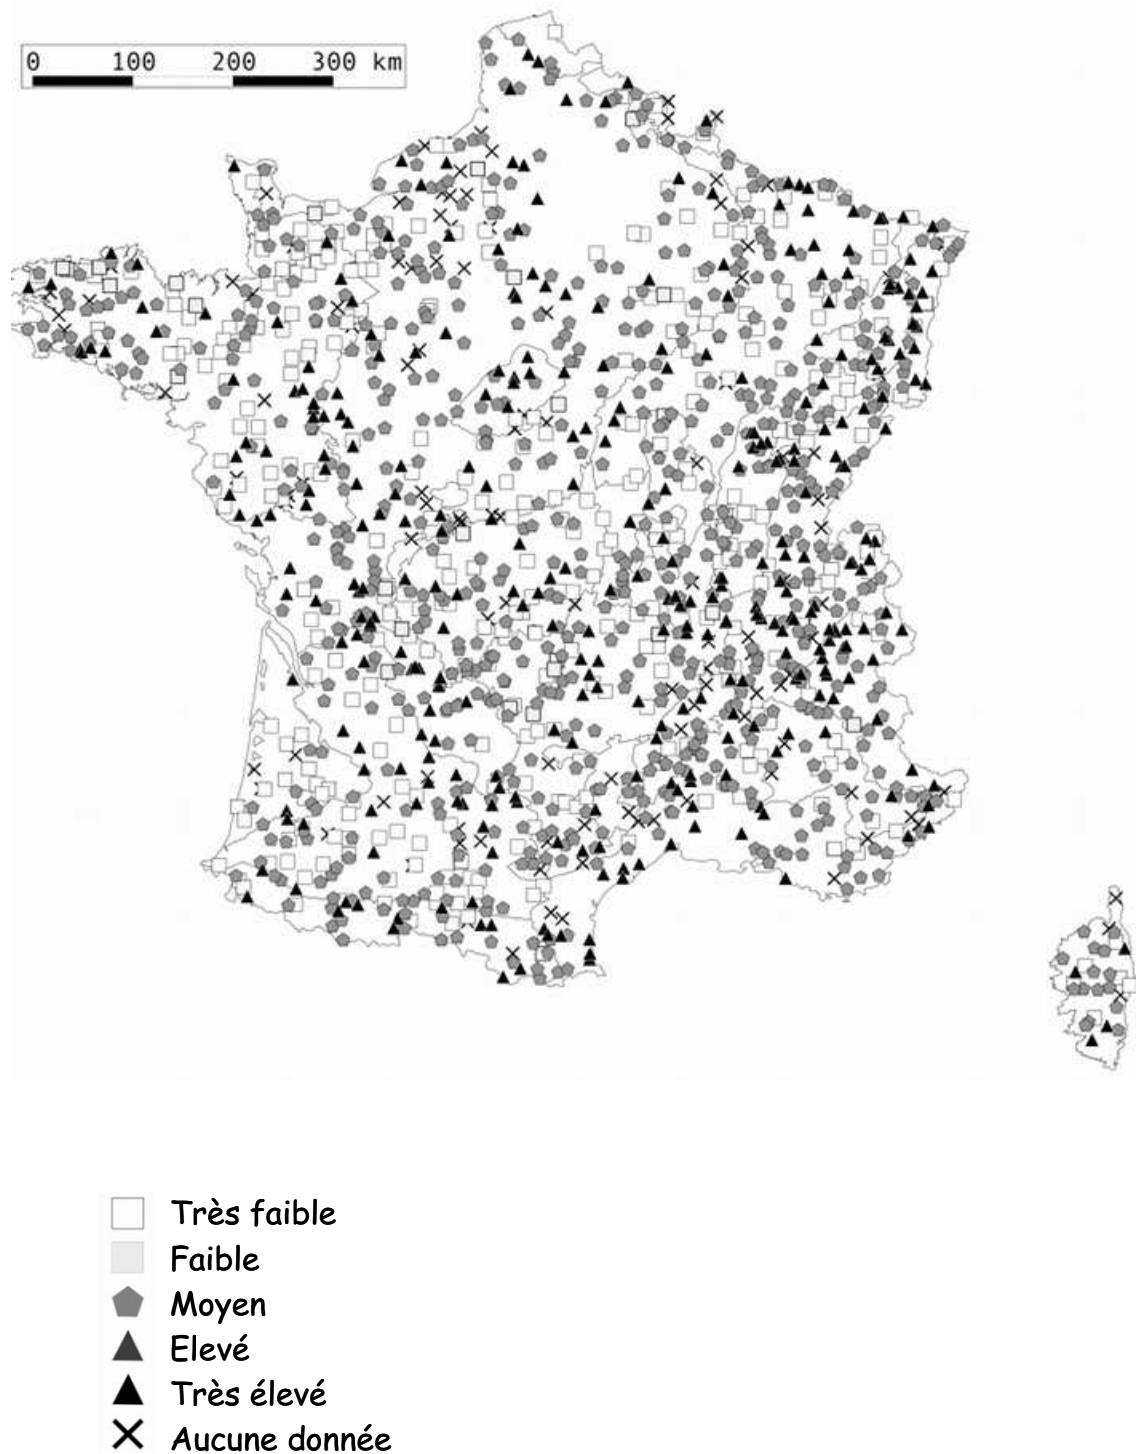 0 100 200 300 km
Très faible
Faible
Moyen
Elevé
Très élevé
Aucune donnée